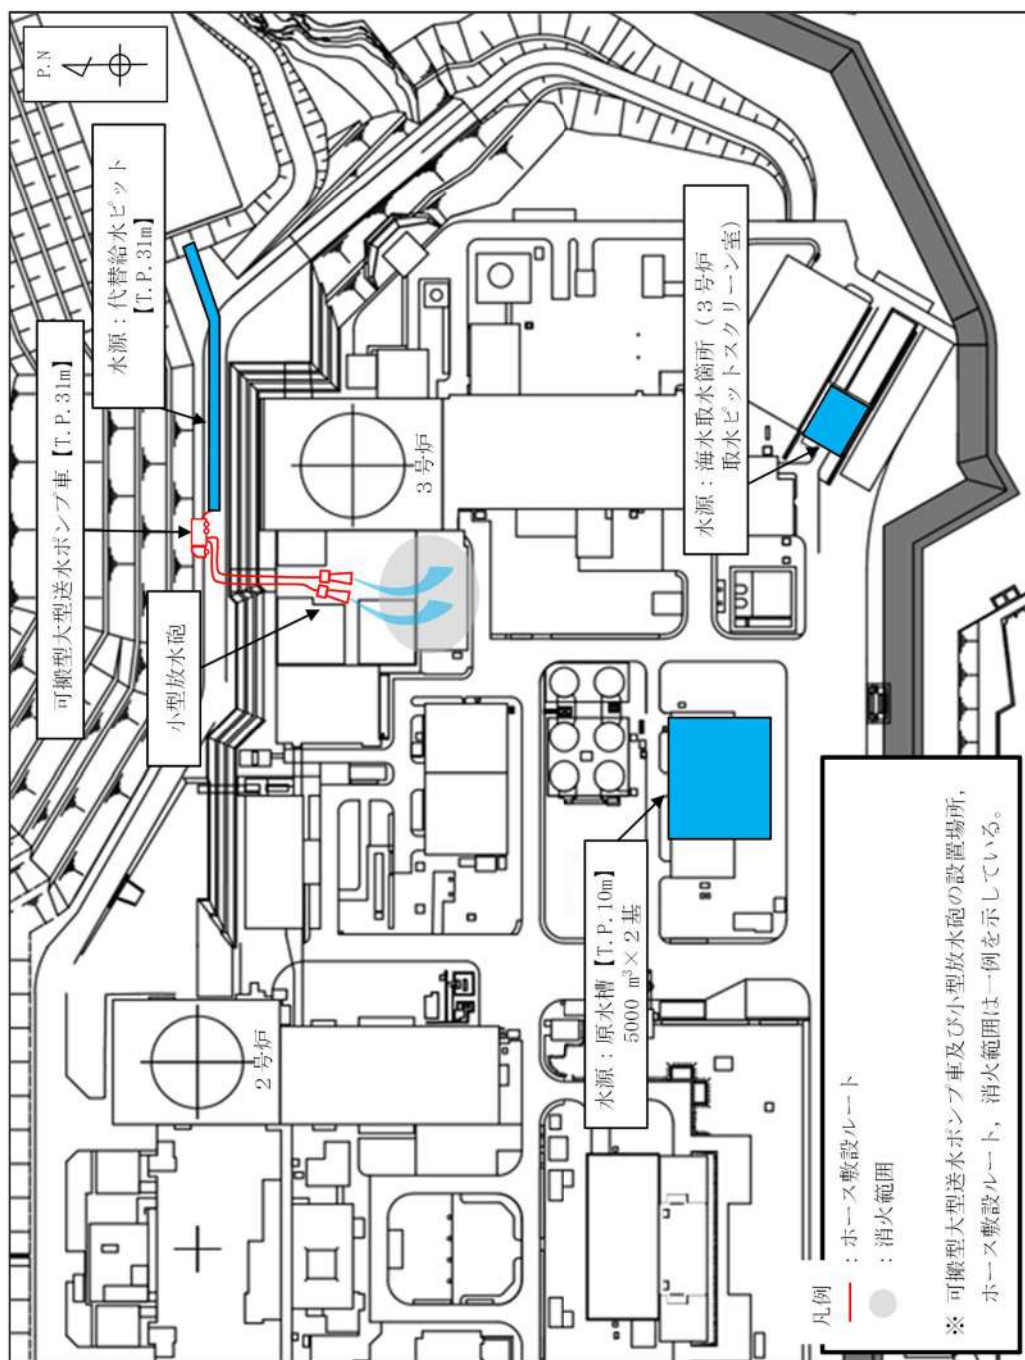 P.N
可搬型大型送水ポンプ車【T.P.31m】
水源：代替給水ピット
【T.P.31m】
小型放水砲
3号炉
2号炉
水源：海水取水箇所（3号炉
取水ピットスクリーン室）
水源：原水槽【T.P.10m】
5000 m³×2基
凡例
：ホース敷設ルート
：消火範囲
※ 可搬型大型送水ポンプ車及び小型放水砲の設置場所，
ホース敷設ルート，消火範囲は一例を示している。